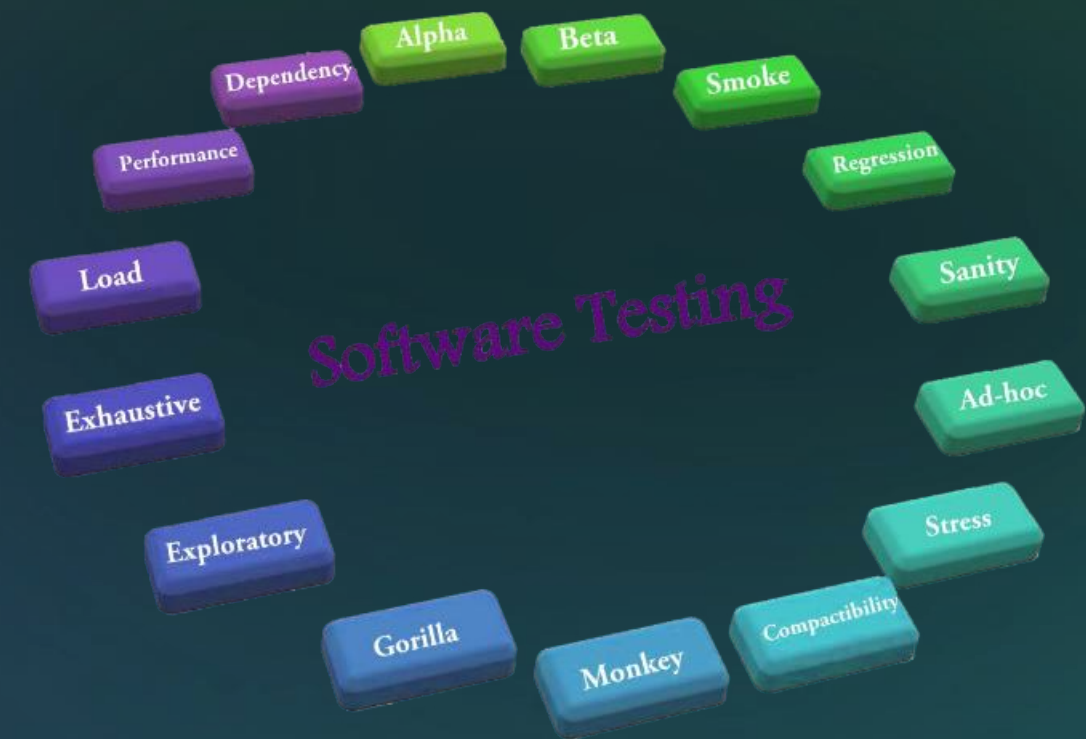 Alpha
Beta
Smoke
Regression
Sanity
Ad-hoc
Stress
Compactibility
Monkey
Gorilla
Exploratory
Exhaustive
Load
Performance
Dependency
Software Testing